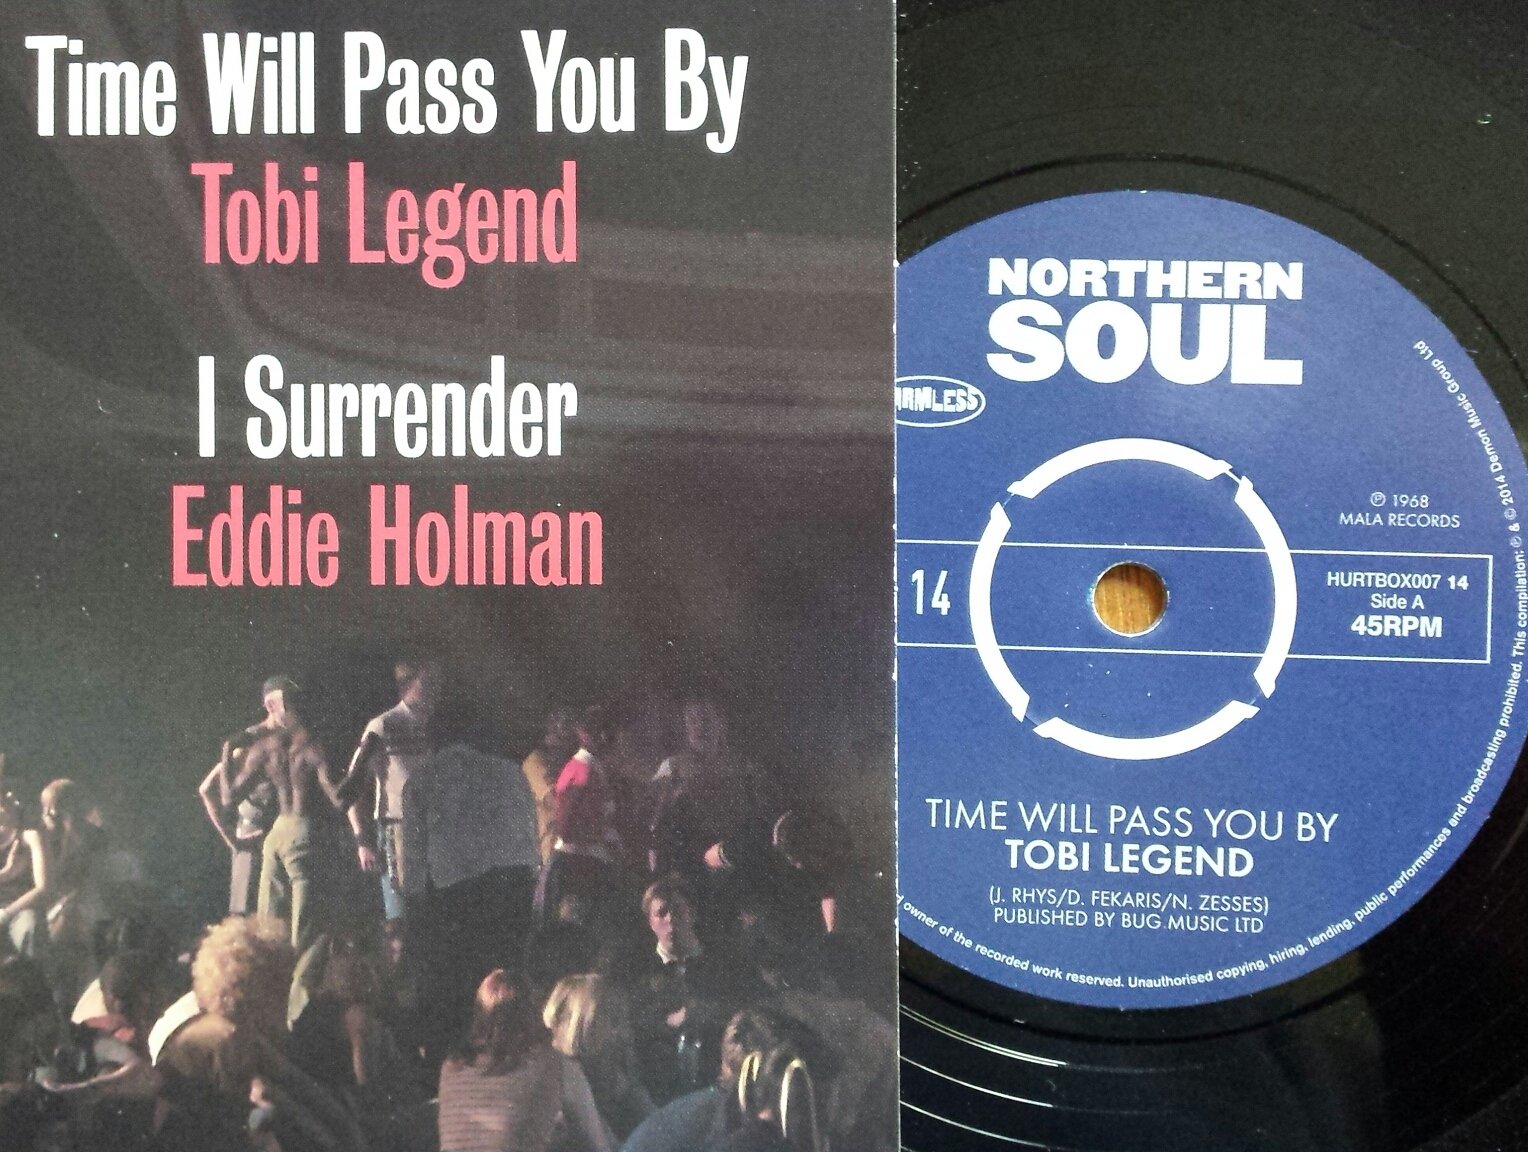 Time Will Pass You By
Tobi Legend
I Surrender
Eddie Holman
NORTHERN
SOUL
ARMLESS
℗ 1968
MALA RECORDS
14
HURTBOX007 14
Side A
45RPM
TIME WILL PASS YOU BY
TOBI LEGEND
(J. RHYS/D. FEKARIS/N. ZESSES)
PUBLISHED BY BUG MUSIC LTD
owner of the recorded work reserved. Unauthorised copying, hiring, lending, public performances and broadcasting prohibited. This compilation: ℗ & © 2014 Demon Music Group Ltd